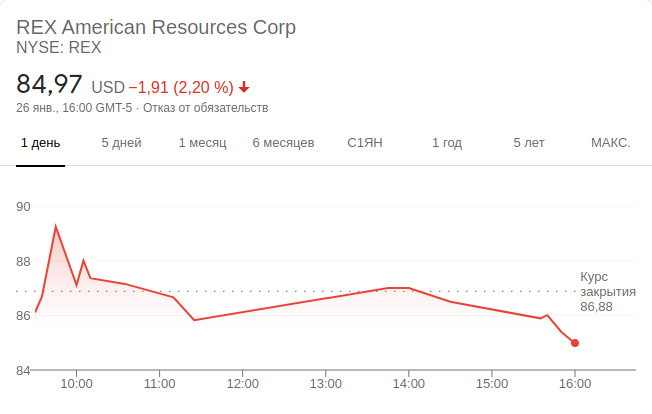 REX American Resources Corp
NYSE: REX
84,97 USD −1,91 (2,20 %)
26 янв., 16:00 GMT-5 · Отказ от обязательств
1 день 5 дней 1 месяц 6 месяцев С1ЯН 1 год 5 лет МАКС.
90
88
86
84
Курс
закрытия
86,88
10:00 11:00 12:00 13:00 14:00 15:00 16:00